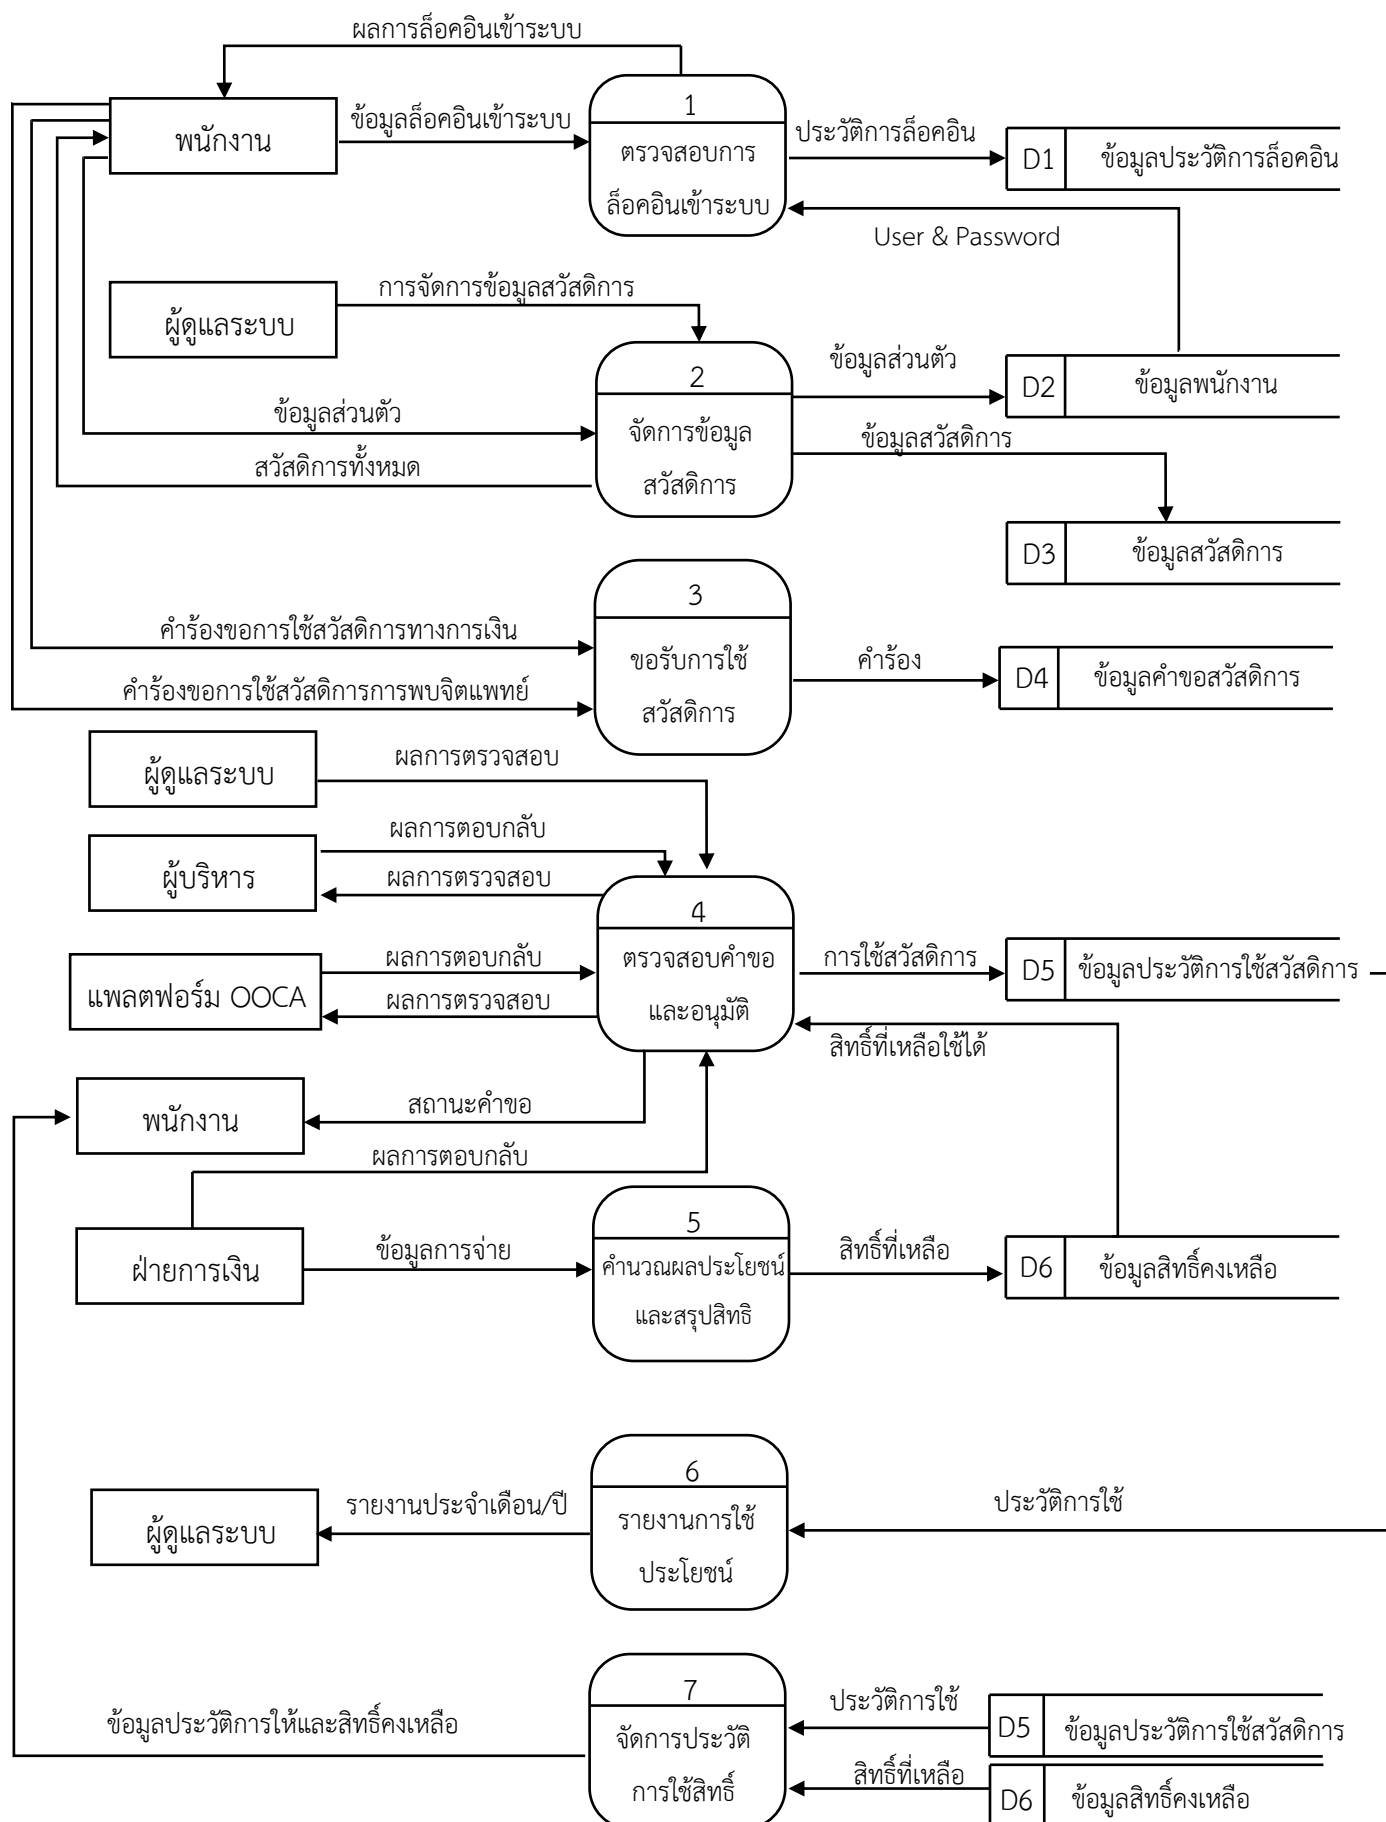 ผลการล็อคอินเข้าระบบ
พนักงาน
ข้อมูลล็อคอินเข้าระบบ
1
ตรวจสอบการ
ล็อคอินเข้าระบบ
ประวัติการล็อคอิน
D1
ข้อมูลประวัติการล็อคอิน
User & Password
ผู้ดูแลระบบ
การจัดการข้อมูลสวัสดิการ
2
จัดการข้อมูล
สวัสดิการ
ข้อมูลส่วนตัว
D2
ข้อมูลพนักงาน
ข้อมูลส่วนตัว
ข้อมูลสวัสดิการ
สวัสดิการทั้งหมด
D3
ข้อมูลสวัสดิการ
3
ขอรับการใช้
สวัสดิการ
คำร้องขอการใช้สวัสดิการทางการเงิน
คำร้อง
D4
ข้อมูลคำขอสวัสดิการ
คำร้องขอการใช้สวัสดิการการพบจิตแพทย์
ผู้ดูแลระบบ
ผลการตรวจสอบ
ผู้บริหาร
ผลการตอบกลับ
ผลการตรวจสอบ
4
ตรวจสอบคำขอ
และอนุมัติ
แพลตฟอร์ม OOCA
ผลการตอบกลับ
ผลการตรวจสอบ
การใช้สวัสดิการ
D5
ข้อมูลประวัติการใช้สวัสดิการ
สิทธิ์ที่เหลือใช้ได้
พนักงาน
สถานะคำขอ
ผลการตอบกลับ
ฝ่ายการเงิน
ข้อมูลการจ่าย
5
คำนวณผลประโยชน์
และสรุปสิทธิ
สิทธิ์ที่เหลือ
D6
ข้อมูลสิทธิ์คงเหลือ
ผู้ดูแลระบบ
รายงานประจำเดือน/ปี
6
รายงานการใช้
ประโยชน์
ประวัติการใช้
ข้อมูลประวัติการให้และสิทธิ์คงเหลือ
7
จัดการประวัติ
การใช้สิทธิ์
ประวัติการใช้
D5
ข้อมูลประวัติการใช้สวัสดิการ
สิทธิ์ที่เหลือ
D6
ข้อมูลสิทธิ์คงเหลือ